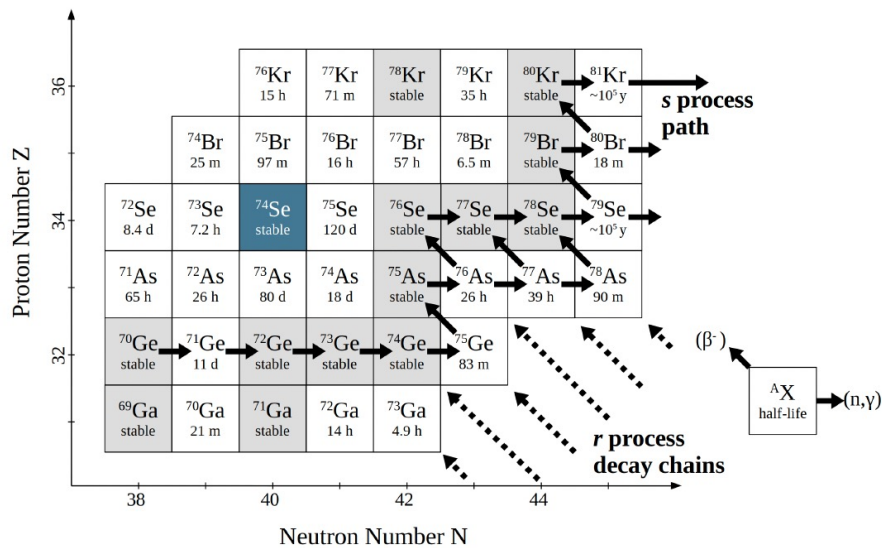 Proton Number Z
36
34
32
⁷⁶Kr ⁷⁷Kr ⁷⁸Kr ⁷⁹Kr ⁸⁰Kr ⁸¹Kr
15 h 71 m stable 35 h stable ~10⁵ y
s process
path
⁷⁴Br ⁷⁵Br ⁷⁶Br ⁷⁷Br ⁷⁸Br ⁷⁹Br ⁸⁰Br
25 m 97 m 16 h 57 h 6.5 m stable 18 m
⁷²Se ⁷³Se ⁷⁴Se ⁷⁵Se ⁷⁶Se ⁷⁷Se ⁷⁸Se ⁷⁹Se
8.4 d 7.2 h stable 120 d stable stable stable ~10⁵ y
⁷¹As ⁷²As ⁷³As ⁷⁴As ⁷⁵As ⁷⁶As ⁷⁷As ⁷⁸As
65 h 26 h 80 d 18 d stable 26 h 39 h 90 m
⁷⁰Ge ⁷¹Ge ⁷²Ge ⁷³Ge ⁷⁴Ge ⁷⁵Ge
stable 11 d stable stable stable 83 m
⁶⁹Ga ⁷⁰Ga ⁷¹Ga ⁷²Ga ⁷³Ga
stable 21 m stable 14 h 4.9 h
r process
decay chains
(β⁻)
ᴬX
half-life
(n,γ)
38 40 42 44
Neutron Number N